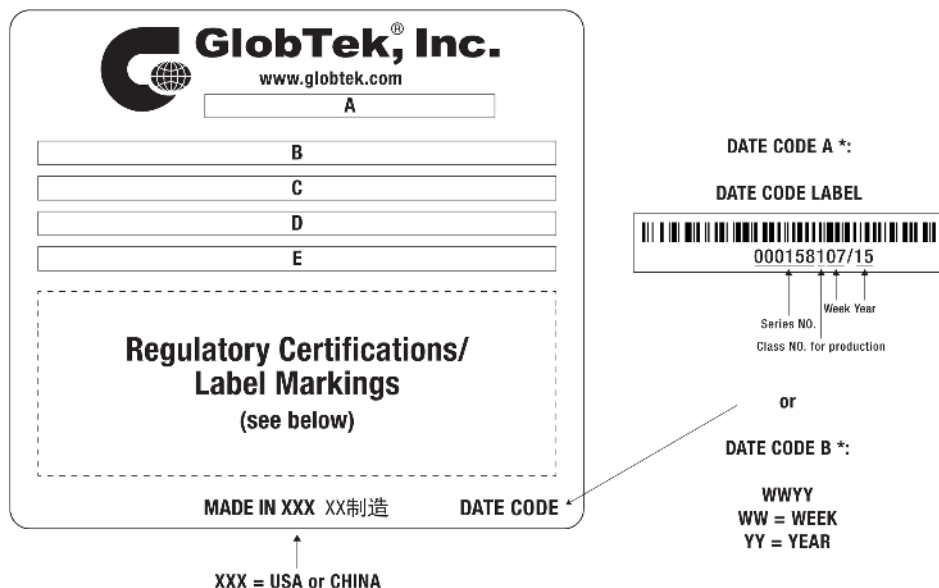 GlobTek,® Inc.
www.globtek.com
A
B
C
D
E
Regulatory Certifications/
Label Markings
(see below)
MADE IN XXX XX制造
DATE CODE
XXX = USA or CHINA
DATE CODE A *:
DATE CODE LABEL
000158107/15
Week Year
Series NO.
Class NO. for production
or
DATE CODE B *:
WWYY
WW = WEEK
YY = YEAR